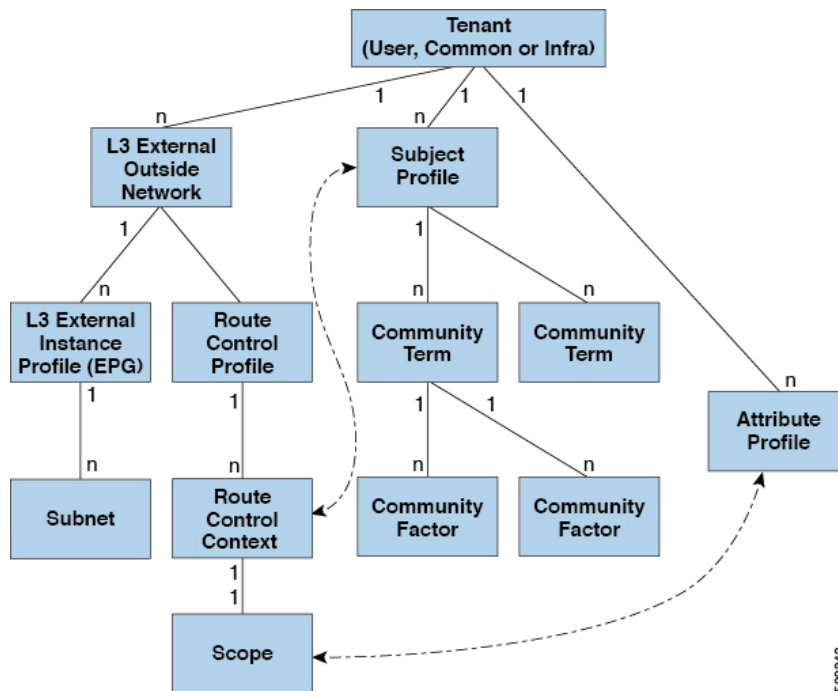 Tenant
(User, Common or Infra)
1
1
1
n
n
L3 External
Outside
Network
Subject
Profile
1
1
n
n
n
L3 External
Instance
Profile (EPG)
Route
Control
Profile
Community
Term
Community
Term
n
Attribute
Profile
1
1
1
1
n
n
n
n
Subnet
Route
Control
Context
Community
Factor
Community
Factor
1
1
Scope